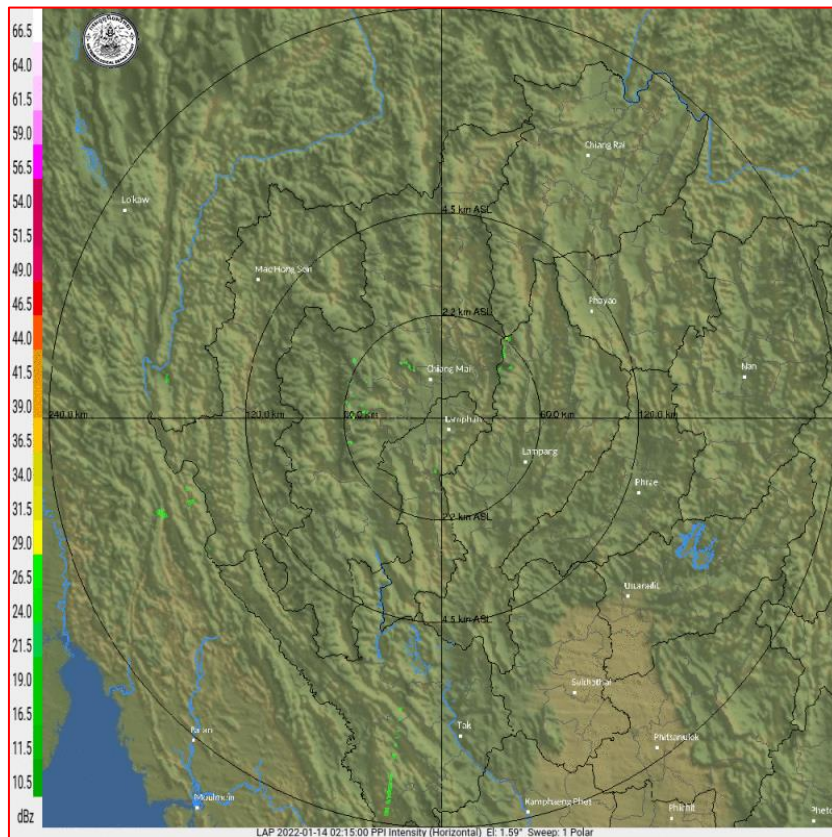 66.5
64.0
61.5
59.0
56.5
54.0
51.5
49.0
46.5
44.0
41.5
39.0
36.5
34.0
31.5
29.0
26.5
24.0
21.5
19.0
16.5
11.5
10.5
dBz
Chiang Rai
Loikaw
4.5 km ASL
Mae Hong Son
Phayao
2.2 km ASL
Chiang Mai
Nan
240.0 km
120.0 km
60.0 km
60.0 km
120.0 km
Lamphun
Lampang
Phrae
2.2 km ASL
Uttaradit
4.5 km ASL
Sukhothai
Tak
Pa-an
Phitsanulok
Moulmein
Kamphaeng Phet
Phichit
LAP 2022-01-14 02:15:00 PPI Intensity (Horizontal) El: 1.59° Sweep: 1 Polar